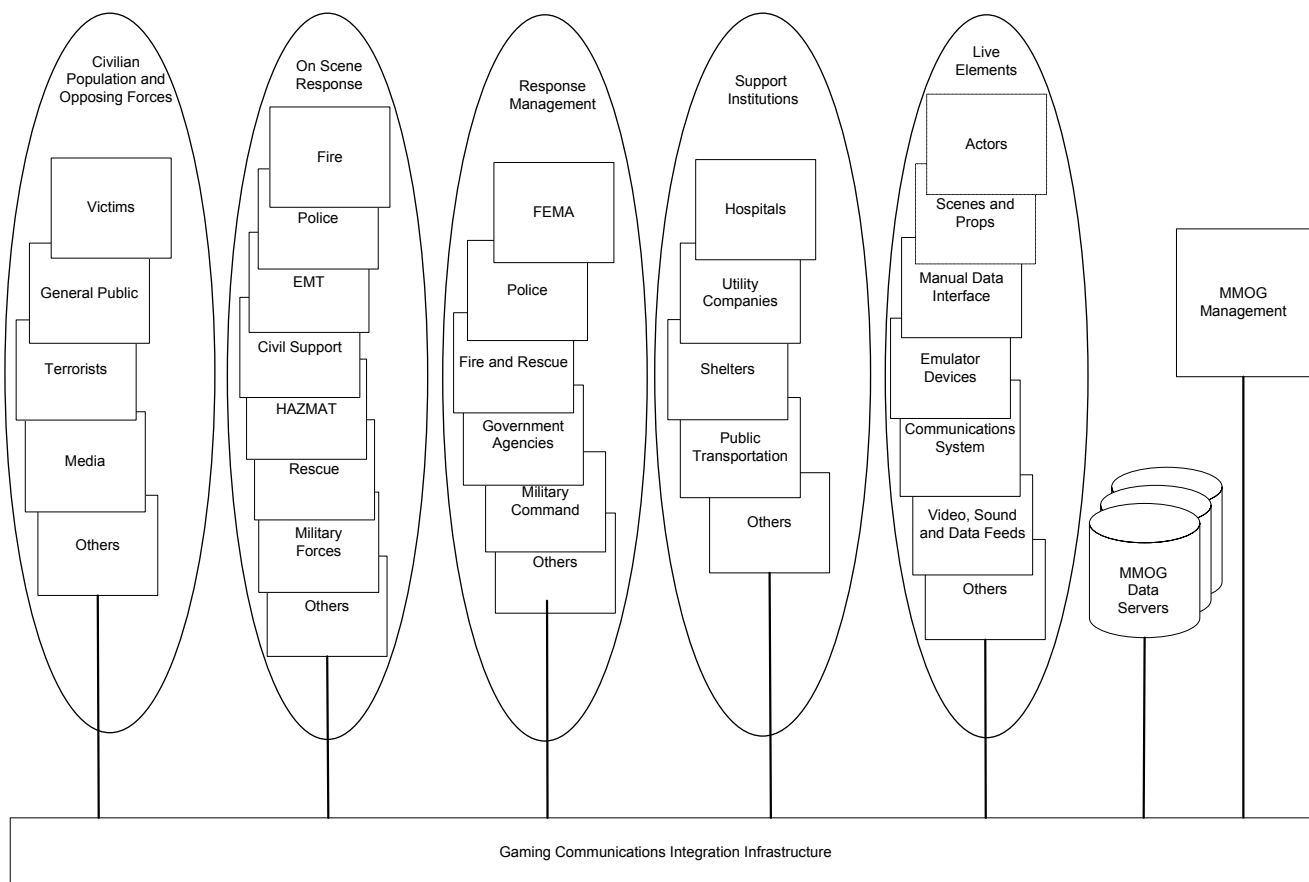 Civilian
Population and
Opposing Forces
Victims
General Public
Terrorists
Media
Others
On Scene
Response
Fire
Police
EMT
Civil Support
HAZMAT
Rescue
Military
Forces
Others
Response
Management
FEMA
Police
Fire and Rescue
Government
Agencies
Military
Command
Others
Support
Institutions
Hospitals
Utility
Companies
Shelters
Public
Transportation
Others
Live
Elements
Actors
Scenes and
Props
Manual Data
Interface
Emulator
Devices
Communications
System
Video, Sound
and Data Feeds
Others
MMOG
Data
Servers
MMOG
Management
Gaming Communications Integration Infrastructure